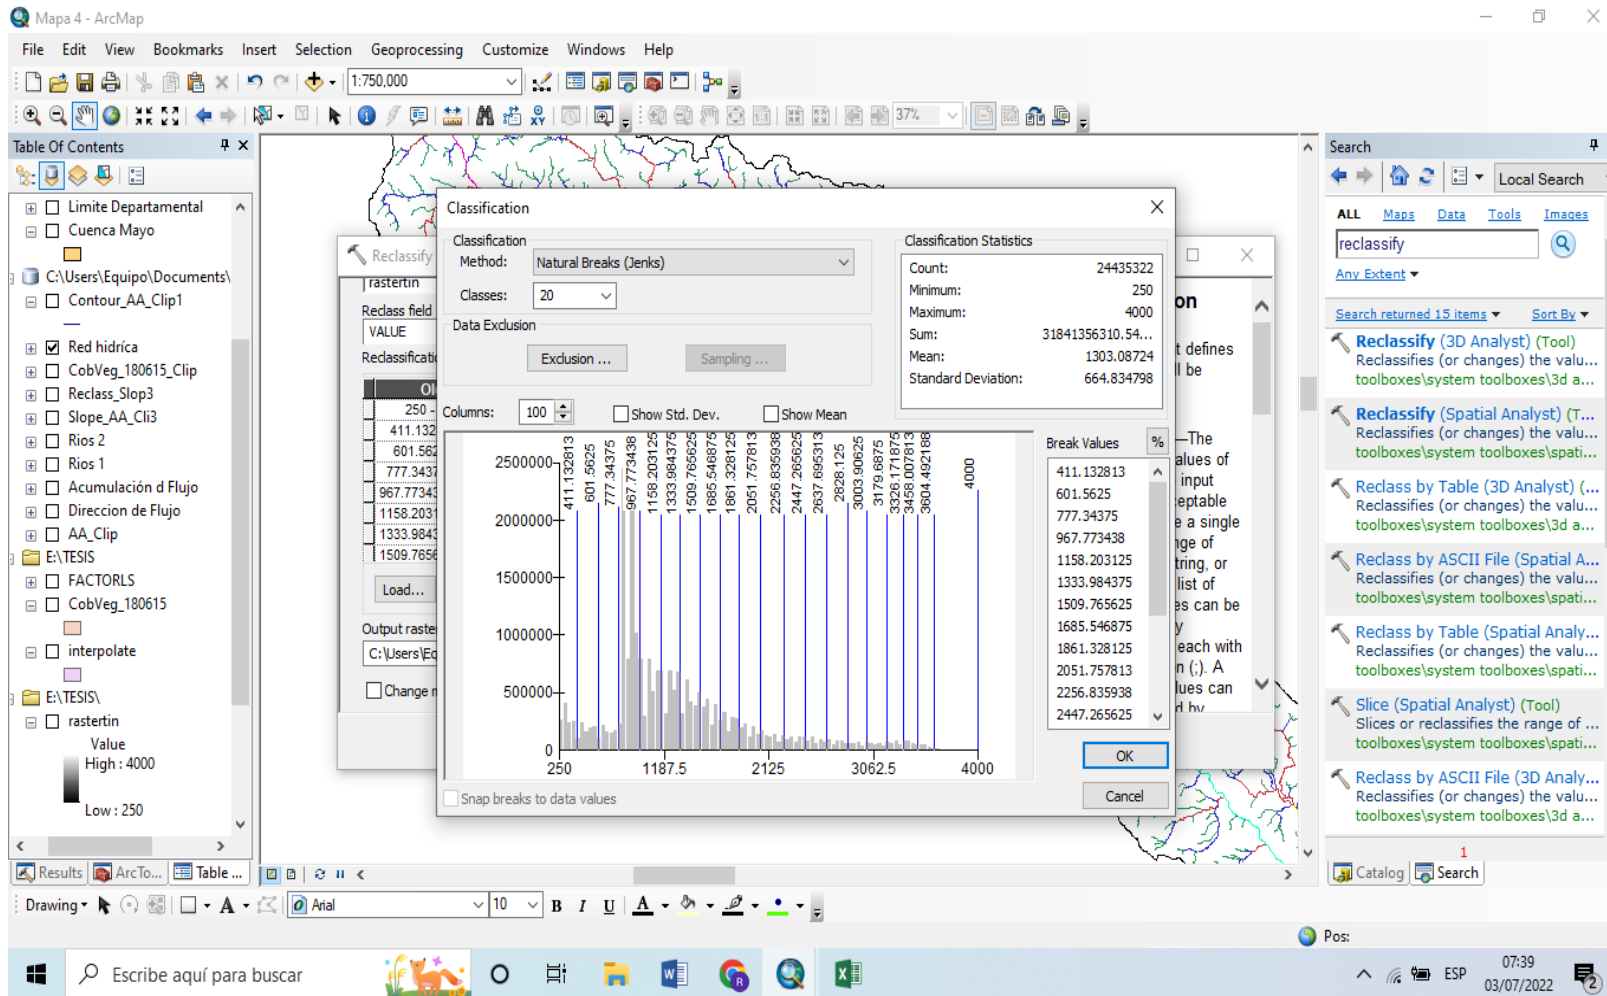 Mapa 4 - ArcMap
File Edit View Bookmarks Insert Selection Geoprocessing Customize Windows Help
1:750,000
37%
Table Of Contents
Limite Departamental
Cuenca Mayo
C:\Users\Equipo\Documents\
Contour_AA_Clip1
Red hidríca
CobVeg_180615_Clip
Reclass_Slop3
Slope_AA_Cli3
Rios 2
Rios 1
Acumulación d Flujo
Direccion de Flujo
AA_Clip
E:\TESIS
FACTORLS
CobVeg_180615
interpolate
E:\TESIS\
rastertin
Value
High : 4000
Low : 250
Results ArcTo... Table ...
Reclassify
rastertin
Reclass field
VALUE
Reclassificatio
Ol
250 -
411.132
601.562
777.3437
967.77343
1158.2031
1333.9843
1509.7656
Load...
Output raster
C:\Users\Eq
Change m
Classification
Classification
Method: Natural Breaks (Jenks)
Classes: 20
Data Exclusion
Exclusion ... Sampling ...
Classification Statistics
Count: 24435322
Minimum: 250
Maximum: 4000
Sum: 31841356310.54...
Mean: 1303.08724
Standard Deviation: 664.834798
Columns: 100 Show Std. Dev. Show Mean
2500000
2000000
1500000
1000000
500000
0
411.132813
601.5625
777.34375
967.773438
1158.203125
1333.984375
1509.765625
1685.546875
1861.328125
2051.757813
2256.835938
2447.265625
2637.695313
2828.125
3003.90625
3179.6875
3326.171875
3458.007813
3604.492188
4000
250 1187.5 2125 3062.5 4000
Break Values %
411.132813
601.5625
777.34375
967.773438
1158.203125
1333.984375
1509.765625
1685.546875
1861.328125
2051.757813
2256.835938
2447.265625
Snap breaks to data values
OK
Cancel
on
t defines
ll be
—The
alues of
input
eptable
e a single
nge of
tring, or
list of
es can be
y
each with
n (;). A
lues can
d by
Search
Local Search
ALL Maps Data Tools Images
reclassify
Any Extent
Search returned 15 items Sort By
Reclassify (3D Analyst) (Tool)
Reclassifies (or changes) the valu...
toolboxes\system toolboxes\3d a...
Reclassify (Spatial Analyst) (T...
Reclassifies (or changes) the valu...
toolboxes\system toolboxes\spati...
Reclass by Table (3D Analyst) (...
Reclassifies (or changes) the valu...
toolboxes\system toolboxes\3d a...
Reclass by ASCII File (Spatial A...
Reclassifies (or changes) the valu...
toolboxes\system toolboxes\spati...
Reclass by Table (Spatial Analy...
Reclassifies (or changes) the valu...
toolboxes\system toolboxes\spati...
Slice (Spatial Analyst) (Tool)
Slices or reclassifies the range of ...
toolboxes\system toolboxes\spati...
Reclass by ASCII File (3D Analy...
Reclassifies (or changes) the valu...
toolboxes\system toolboxes\3d a...
1
Catalog Search
Drawing A Arial 10 B I U A
Pos:
Escribe aquí para buscar
ESP
07:39
03/07/2022
2